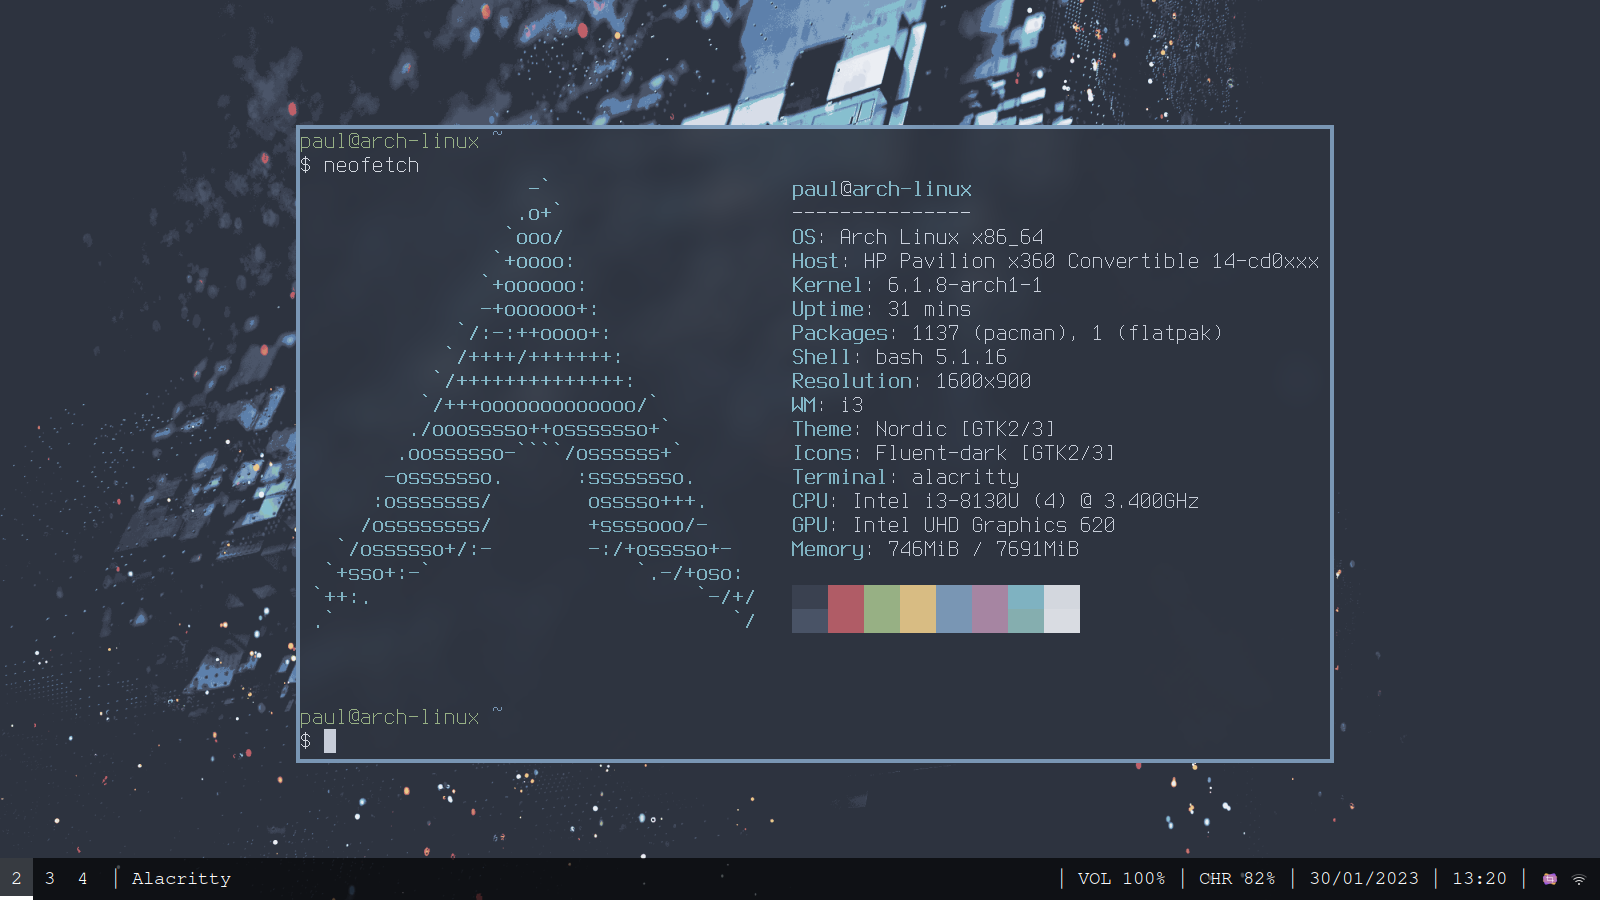 paul@arch-linux ~
$ neofetch
-`
.o+`
`ooo/
`+oooo:
`+oooooo:
-+oooooo+:
`/:-:++oooo+:
`/++++/+++++++:
`/++++++++++++++:
`/+++ooooooooooooo/`
./ooosssso++osssssso+`
.oossssso-````/ossssss+`
-osssssso.      :ssssssso.
:osssssss/        osssso+++.
/ossssssss/        +ssssooo/-
`/ossssso+/:-        -:/+osssso+-
`+sso+:-`                 `.-/+oso:
`++:.                           `-/+/
.`                                 `/
paul@arch-linux
---------------
OS: Arch Linux x86_64
Host: HP Pavilion x360 Convertible 14-cd0xxx
Kernel: 6.1.8-arch1-1
Uptime: 31 mins
Packages: 1137 (pacman), 1 (flatpak)
Shell: bash 5.1.16
Resolution: 1600x900
WM: i3
Theme: Nordic [GTK2/3]
Icons: Fluent-dark [GTK2/3]
Terminal: alacritty
CPU: Intel i3-8130U (4) @ 3.400GHz
GPU: Intel UHD Graphics 620
Memory: 746MiB / 7691MiB
paul@arch-linux ~
$
2 3 4 | Alacritty | VOL 100% | CHR 82% | 30/01/2023 | 13:20 |